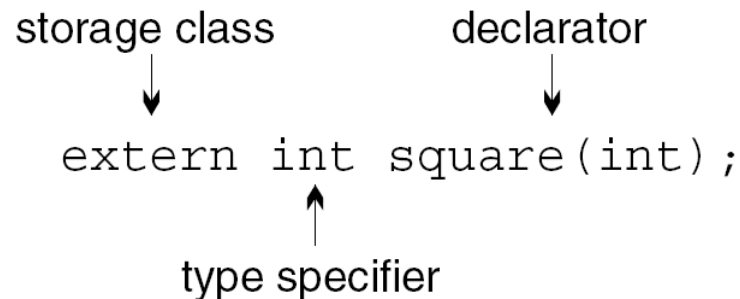 storage class declarator
extern int square(int);
type specifier